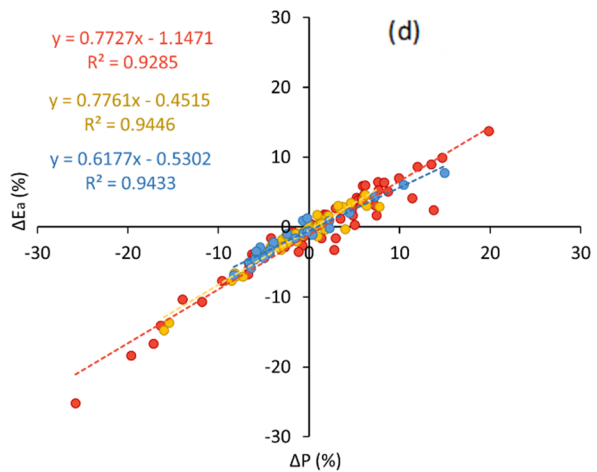 (d)
y = 0.7727x - 1.1471
R² = 0.9285
y = 0.7761x - 0.4515
R² = 0.9446
y = 0.6177x - 0.5302
R² = 0.9433
30
20
10
0
-10
-20
-30
-30
-20
-10
0
10
20
30
ΔEa (%)
ΔP (%)